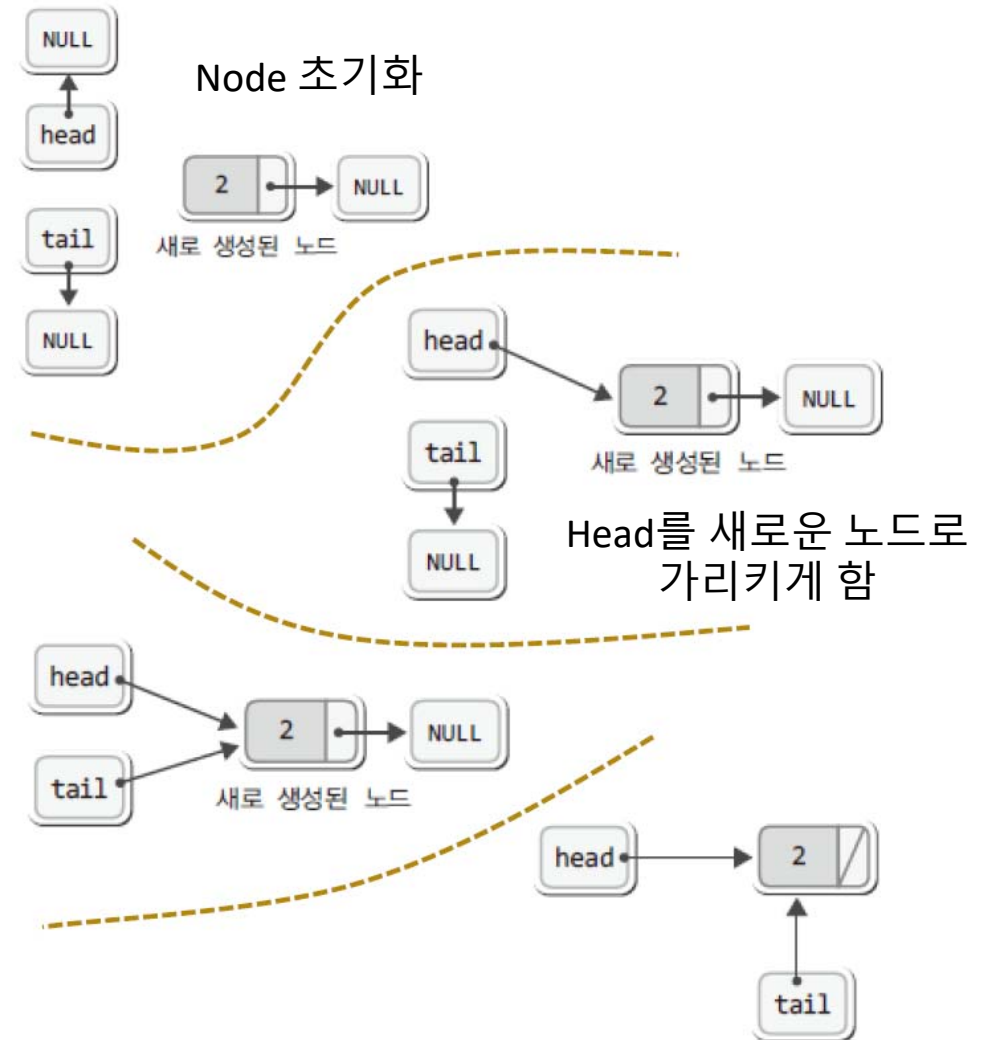 NULL
Node 초기화
head
2
NULL
tail
새로 생성된 노드
NULL
head
2
NULL
tail
새로 생성된 노드
NULL
Head를 새로운 노드로
가리키게 함
head
2
NULL
tail
새로 생성된 노드
head
2
tail